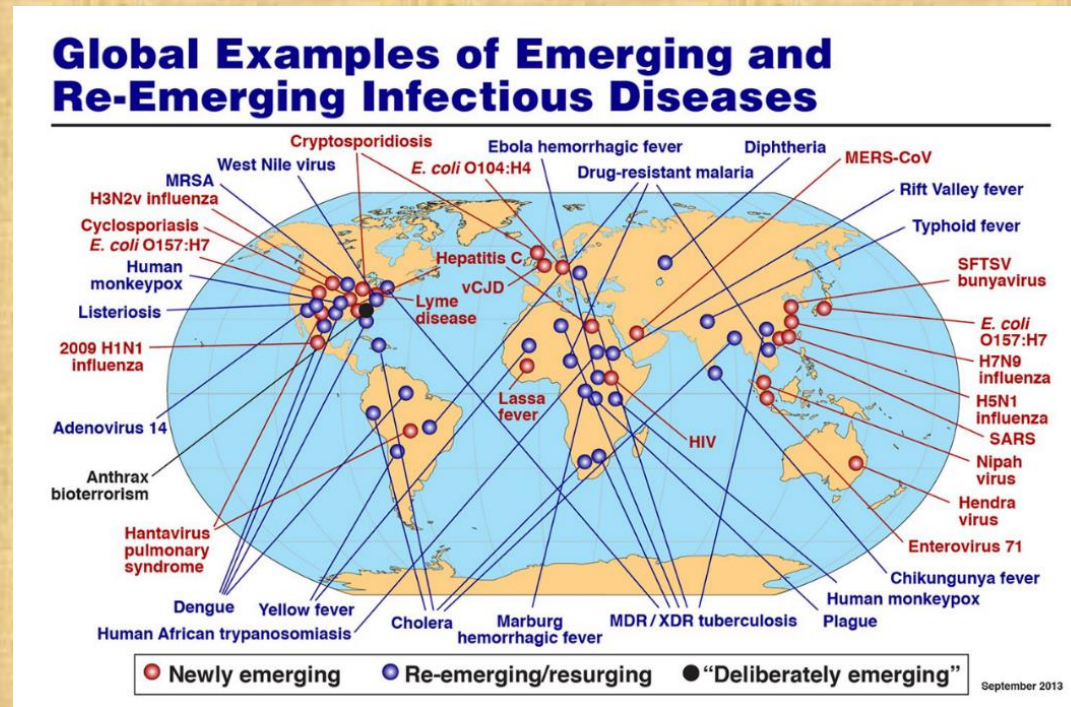 Global Examples of Emerging and
Re-Emerging Infectious Diseases
Cryptosporidiosis
West Nile virus
MRSA
H3N2v influenza
Cyclosporiasis
E. coli O157:H7
Human
monkeypox
Listeriosis
2009 H1N1
influenza
Adenovirus 14
Anthrax
bioterrorism
Hantavirus
pulmonary
syndrome
Dengue
Yellow fever
Human African trypanosomiasis
Cholera
Marburg
hemorrhagic fever
MDR / XDR tuberculosis
Ebola hemorrhagic fever
E. coli O104:H4
Drug-resistant malaria
Diphtheria
MERS-CoV
Rift Valley fever
Typhoid fever
Hepatitis C
vCJD
Lyme
disease
Lassa
fever
HIV
SFTSV
bunyavirus
E. coli
O157:H7
H7N9
influenza
H5N1
influenza
SARS
Nipah
virus
Hendra
virus
Enterovirus 71
Chikungunya fever
Human monkeypox
Plague
Newly emerging
Re-emerging/resurging
“Deliberately emerging”
September 2013